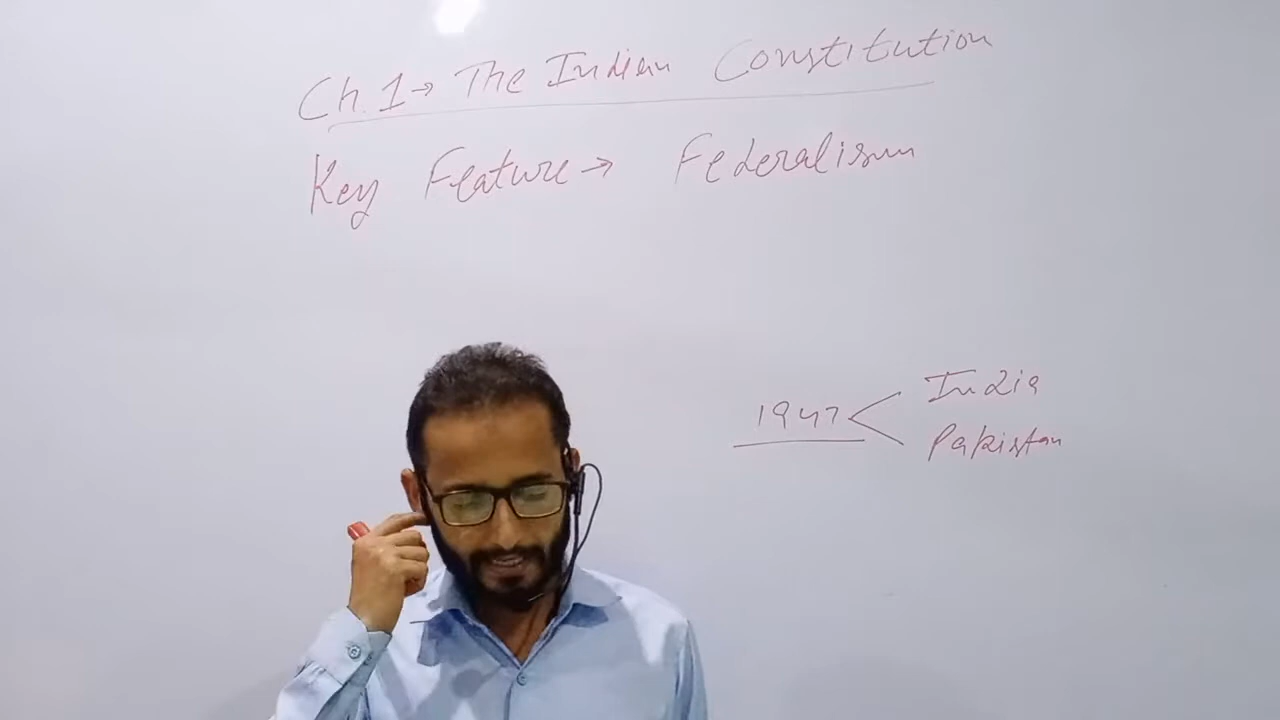 Ch.1→ The Indian Constitution
Key Feature → Federalism
1947 < India
Pakistan